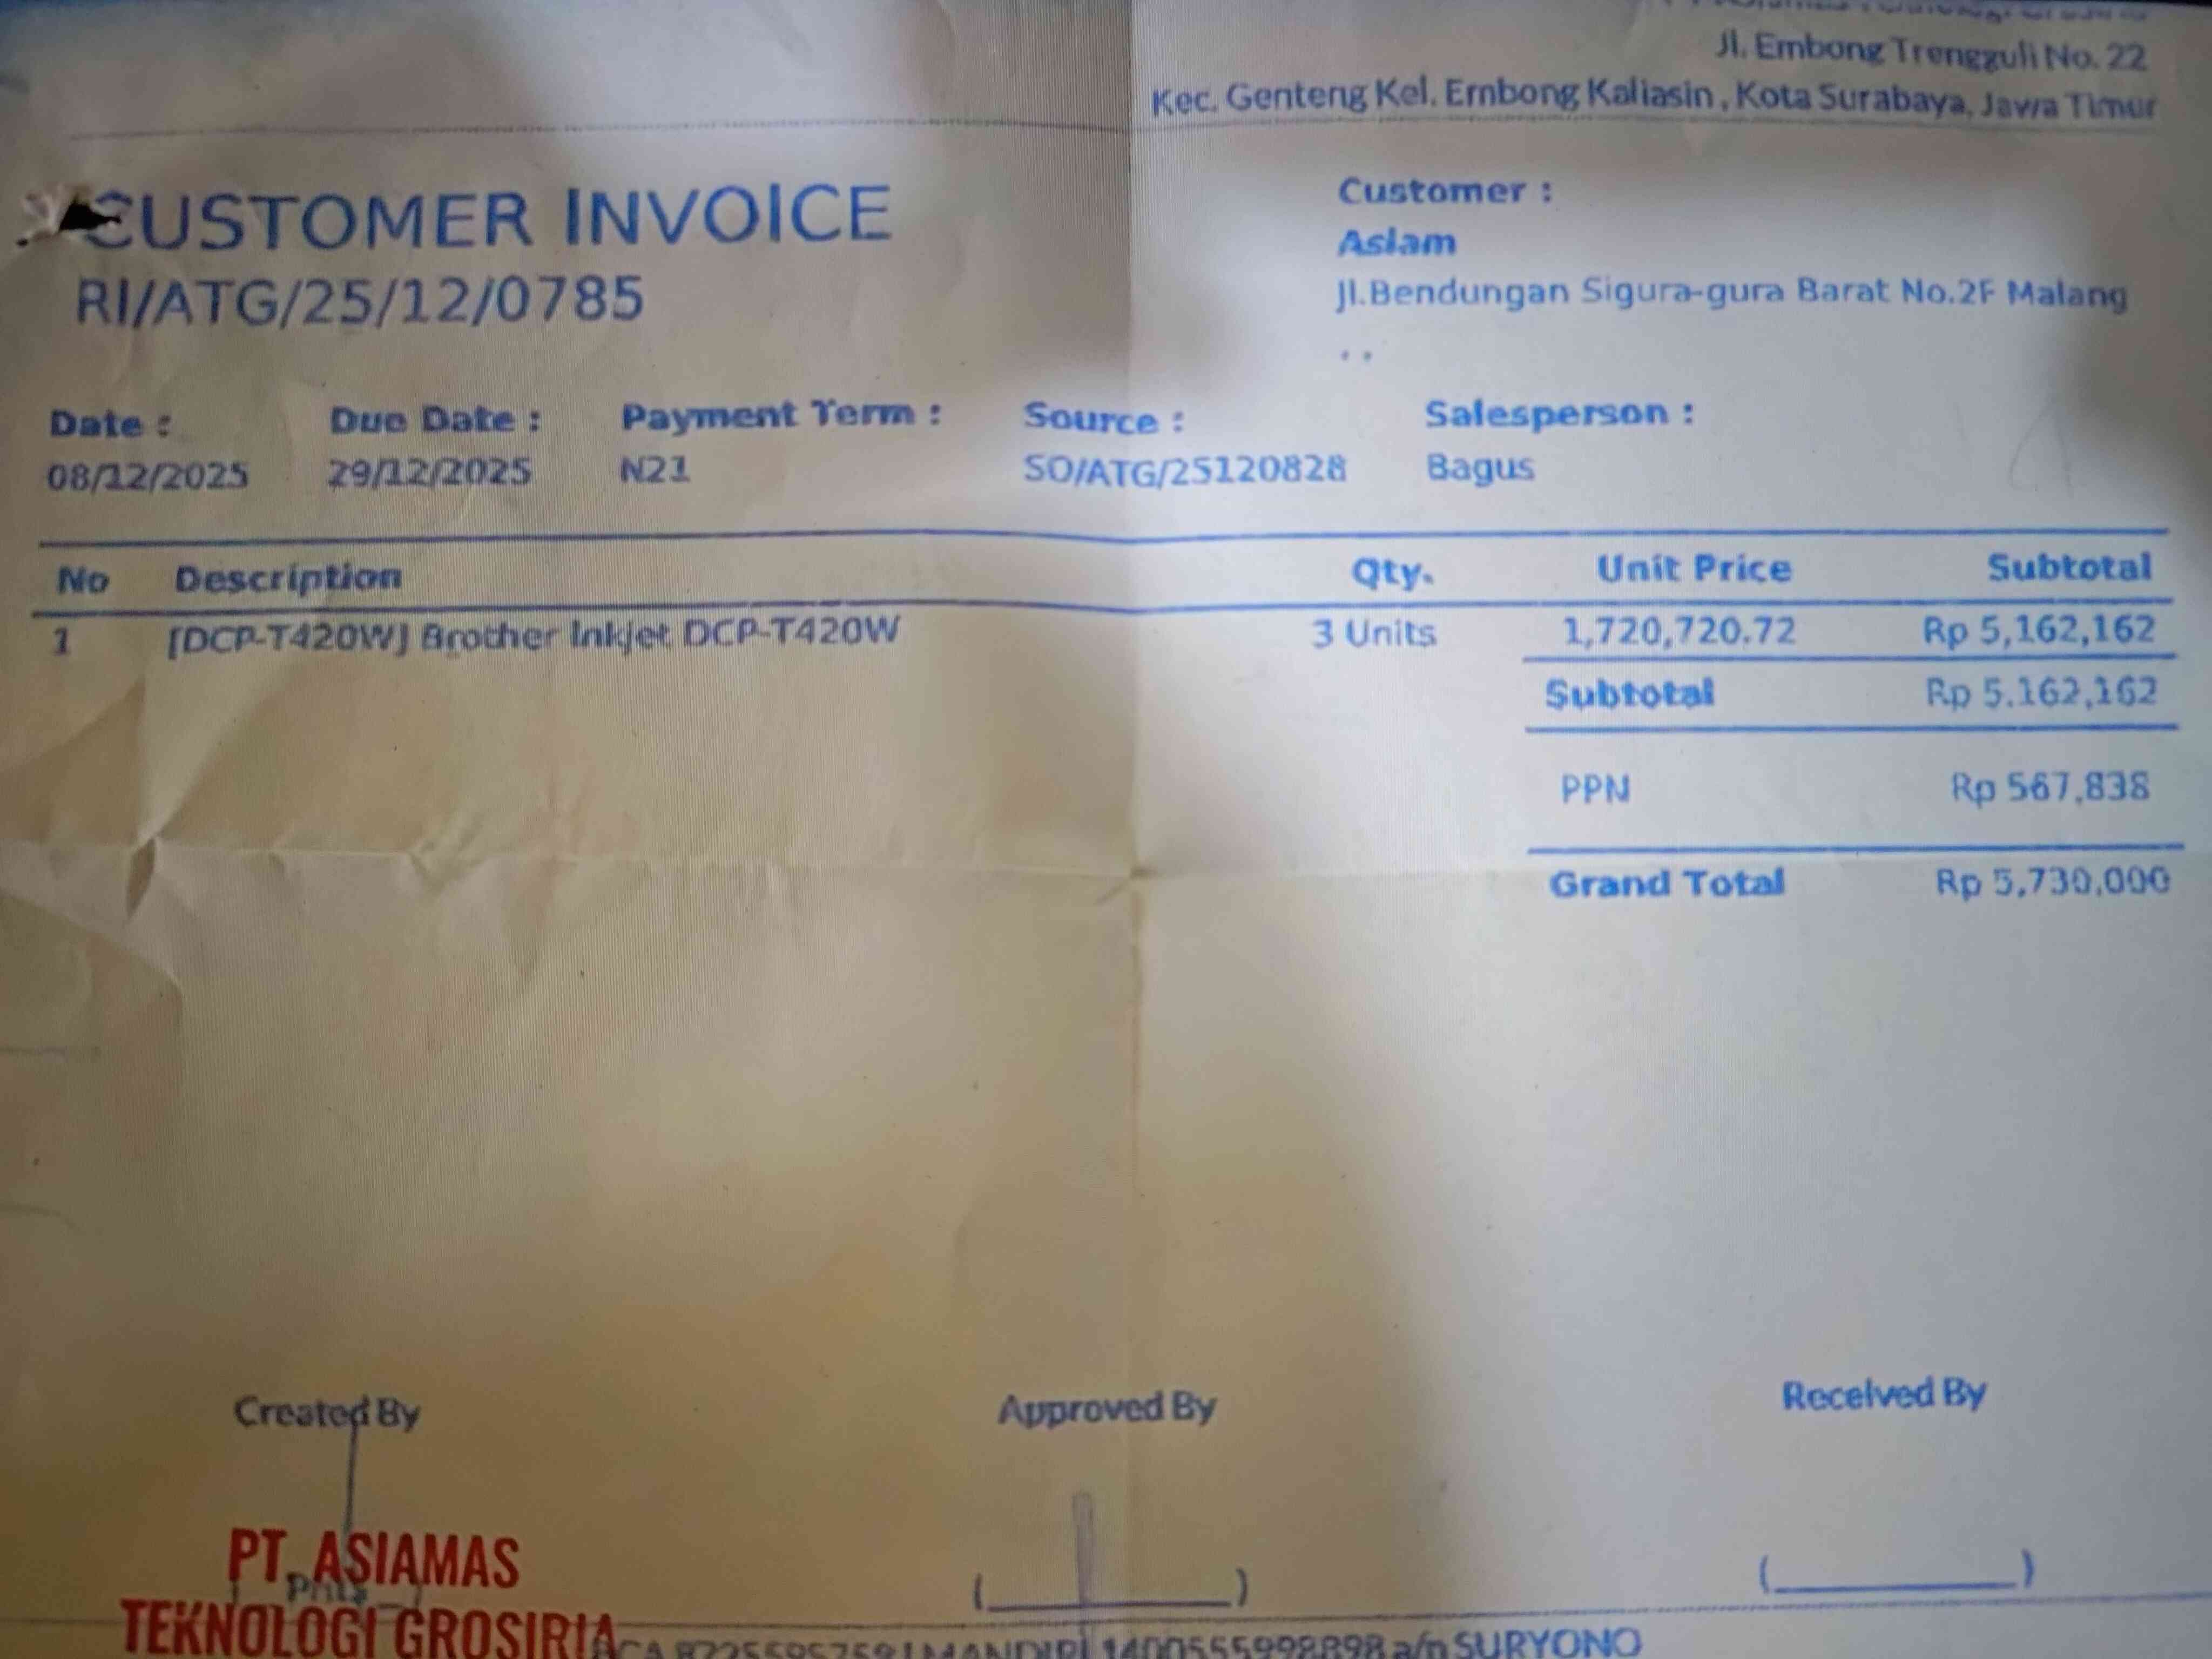 Jl. Embong Trengguli No. 22
Kec. Genteng Kel. Embong Kaliasin, Kota Surabaya, Jawa Timur
CUSTOMER INVOICE
RI/ATG/25/12/0785
Customer :
Aslam
Jl.Bendungan Sigura-gura Barat No.2F Malang
. .
Date : Due Date : Payment Term : Source : Salesperson :
08/12/2025 29/12/2025 N21 SO/ATG/25120828 Bagus
No Description Qty. Unit Price Subtotal
1 [DCP-T420W] Brother Inkjet DCP-T420W 3 Units 1,720,720.72 Rp 5,162,162
Subtotal Rp 5,162,162
PPN Rp 567,838
Grand Total Rp 5,730,000
Created By Approved By Received By
PT. ASIAMAS
TEKNOLOGI GROSIRIA
(__________) (__________)
MANDIRI 1400555998898 a/n SURYONO